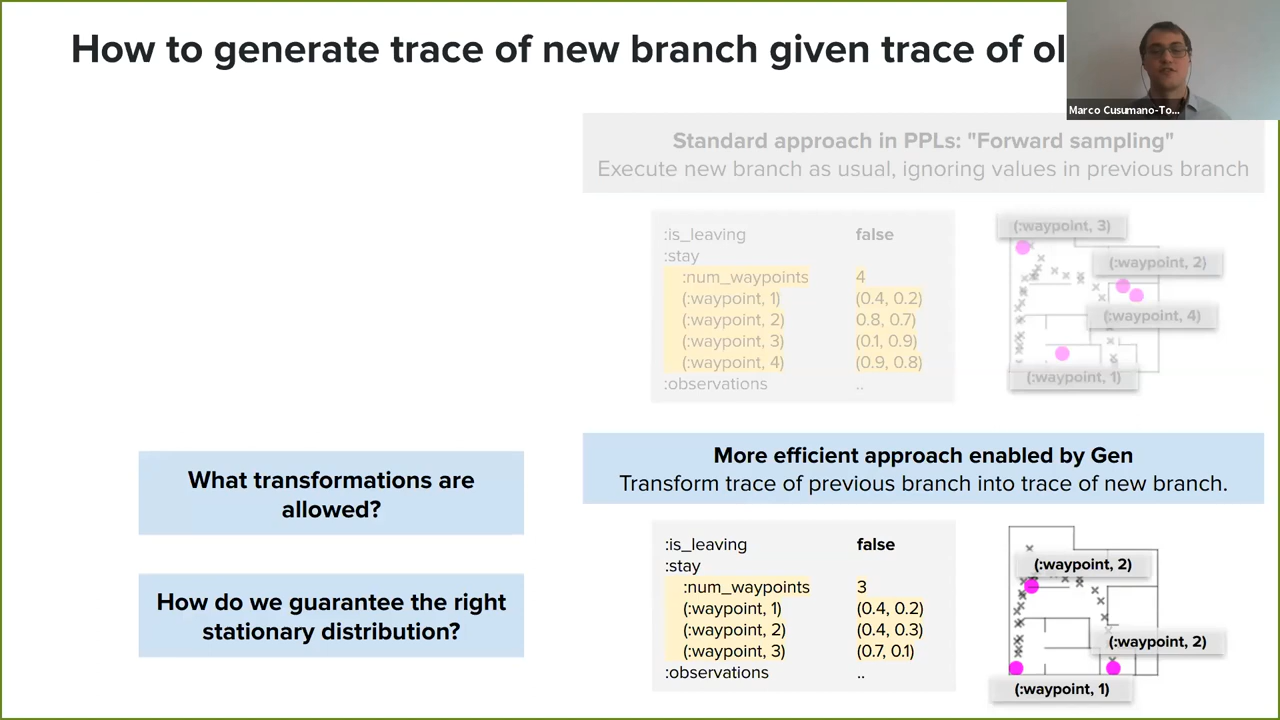 How to generate trace of new branch given trace of ol
Marco Cusumano-To...
Standard approach in PPLs: "Forward sampling"
Execute new branch as usual, ignoring values in previous branch
:is_leaving false
:stay
:num_waypoints 4
(:waypoint, 1) (0.4, 0.2)
(:waypoint, 2) 0.8, 0.7)
(:waypoint, 3) (0.1, 0.9)
(:waypoint, 4) (0.9, 0.8)
:observations ..
(:waypoint, 3)
(:waypoint, 2)
(:waypoint, 4)
(:waypoint, 1)
What transformations are
allowed?
How do we guarantee the right
stationary distribution?
More efficient approach enabled by Gen
Transform trace of previous branch into trace of new branch.
:is_leaving false
:stay
:num_waypoints 3
(:waypoint, 1) (0.4, 0.2)
(:waypoint, 2) (0.4, 0.3)
(:waypoint, 3) (0.7, 0.1)
:observations ..
(:waypoint, 2)
(:waypoint, 2)
(:waypoint, 1)